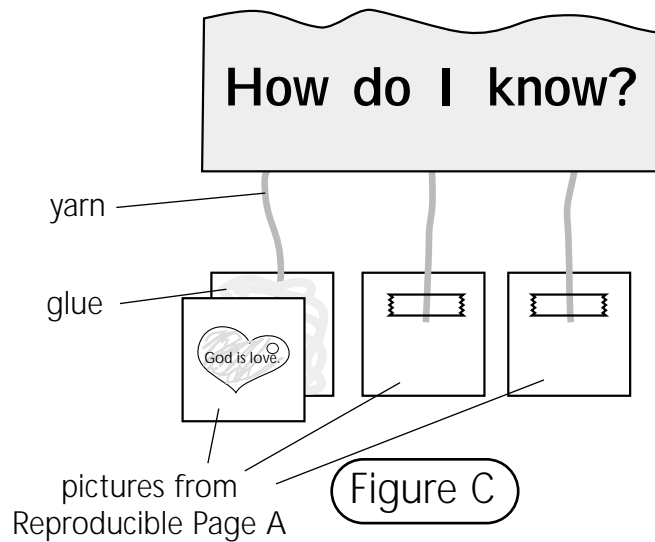 How do I know?
yarn
glue
God is love.
pictures from
Reproducible Page A
Figure C